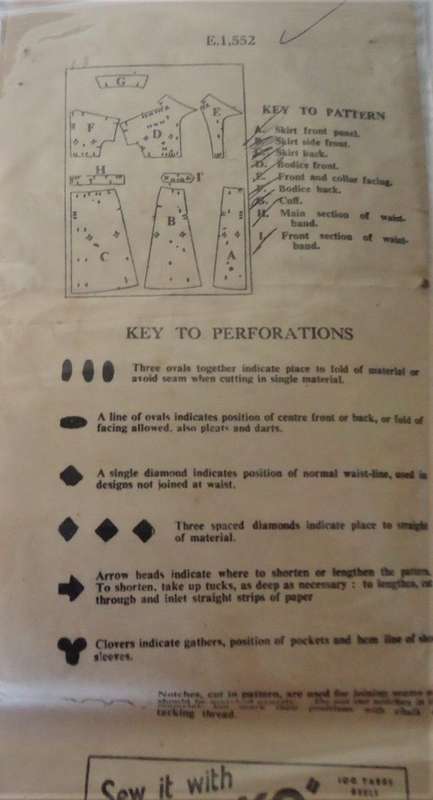 E.1,552
G
F
D
E
H
I
C
B
A
KEY TO PATTERN
A. Skirt front panel.
B. Skirt side front.
C. Skirt back.
D. Bodice front.
E. Front and collar facing.
F. Bodice back.
G. Cuff.
H. Main section of waist-
band.
I. Front section of waist-
band.
KEY TO PERFORATIONS
Three ovals together indicate place to fold of material or
avoid seam when cutting in single material.
A line of ovals indicates position of centre front or back, or fold of
facing allowed, also pleats and darts.
A single diamond indicates position of normal waist-line, used in
designs not joined at waist.
Three spaced diamonds indicate place to straight
of material.
Arrow heads indicate where to shorten or lengthen the pattern.
To shorten, take up tucks, as deep as necessary : to lengthen, cut
through and inlet straight strips of paper
Clovers indicate gathers, position of pockets and hem line of
sleeves.
Notches, cut in pattern, are used for joining seams
with chalk
tacking thread.
Sew it with
100 YARDS
REELS